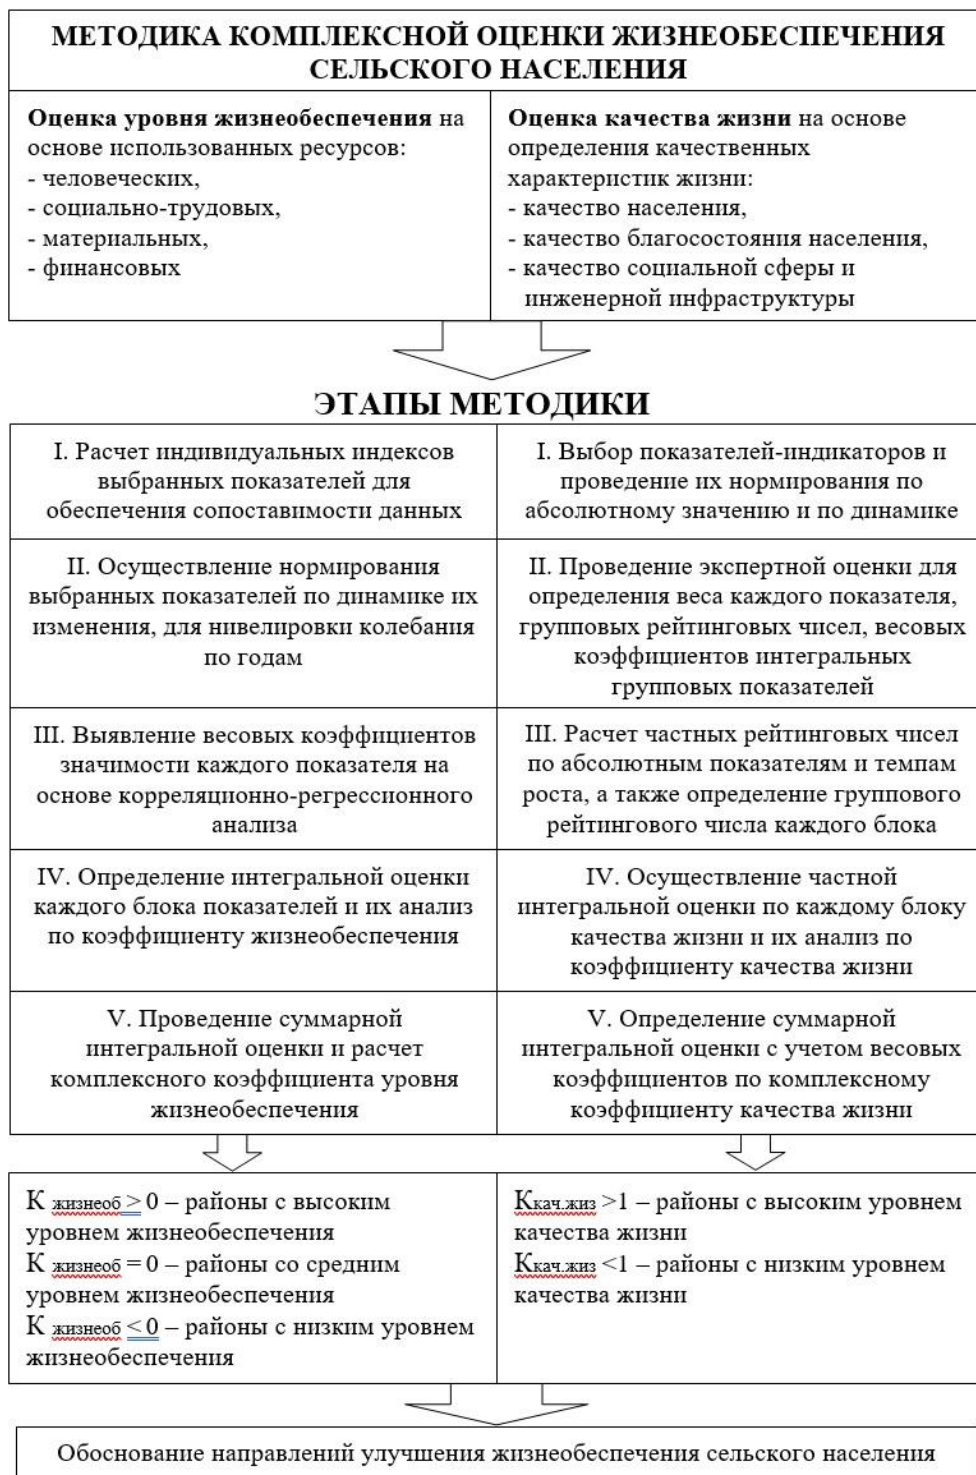 МЕТОДИКА КОМПЛЕКСНОЙ ОЦЕНКИ ЖИЗНЕОБЕСПЕЧЕНИЯ
СЕЛЬСКОГО НАСЕЛЕНИЯ
Оценка уровня жизнеобеспечения на
основе использованных ресурсов:
- человеческих,
- социально-трудовых,
- материальных,
- финансовых
Оценка качества жизни на основе
определения качественных
характеристик жизни:
- качество населения,
- качество благосостояния населения,
- качество социальной сферы и
инженерной инфраструктуры
ЭТАПЫ МЕТОДИКИ
I. Расчет индивидуальных индексов
выбранных показателей для
обеспечения сопоставимости данных
I. Выбор показателей-индикаторов и
проведение их нормирования по
абсолютному значению и по динамике
II. Осуществление нормирования
выбранных показателей по динамике их
изменения, для нивелировки колебания
по годам
II. Проведение экспертной оценки для
определения веса каждого показателя,
групповых рейтинговых чисел, весовых
коэффициентов интегральных
групповых показателей
III. Выявление весовых коэффициентов
значимости каждого показателя на
основе корреляционно-регрессионного
анализа
III. Расчет частных рейтинговых чисел
по абсолютным показателям и темпам
роста, а также определение группового
рейтингового числа каждого блока
IV. Определение интегральной оценки
каждого блока показателей и их анализ
по коэффициенту жизнеобеспечения
IV. Осуществление частной
интегральной оценки по каждому блоку
качества жизни и их анализ по
коэффициенту качества жизни
V. Проведение суммарной
интегральной оценки и расчет
комплексного коэффициента уровня
жизнеобеспечения
V. Определение суммарной
интегральной оценки с учетом весовых
коэффициентов по комплексному
коэффициенту качества жизни
К жизнеоб > 0 – районы с высоким
уровнем жизнеобеспечения
К жизнеоб = 0 – районы со средним
уровнем жизнеобеспечения
К жизнеоб < 0 – районы с низким уровнем
жизнеобеспечения
Ккач.жиз >1 – районы с высоким уровнем
качества жизни
Ккач.жиз <1 – районы с низким уровнем
качества жизни
Обоснование направлений улучшения жизнеобеспечения сельского населения